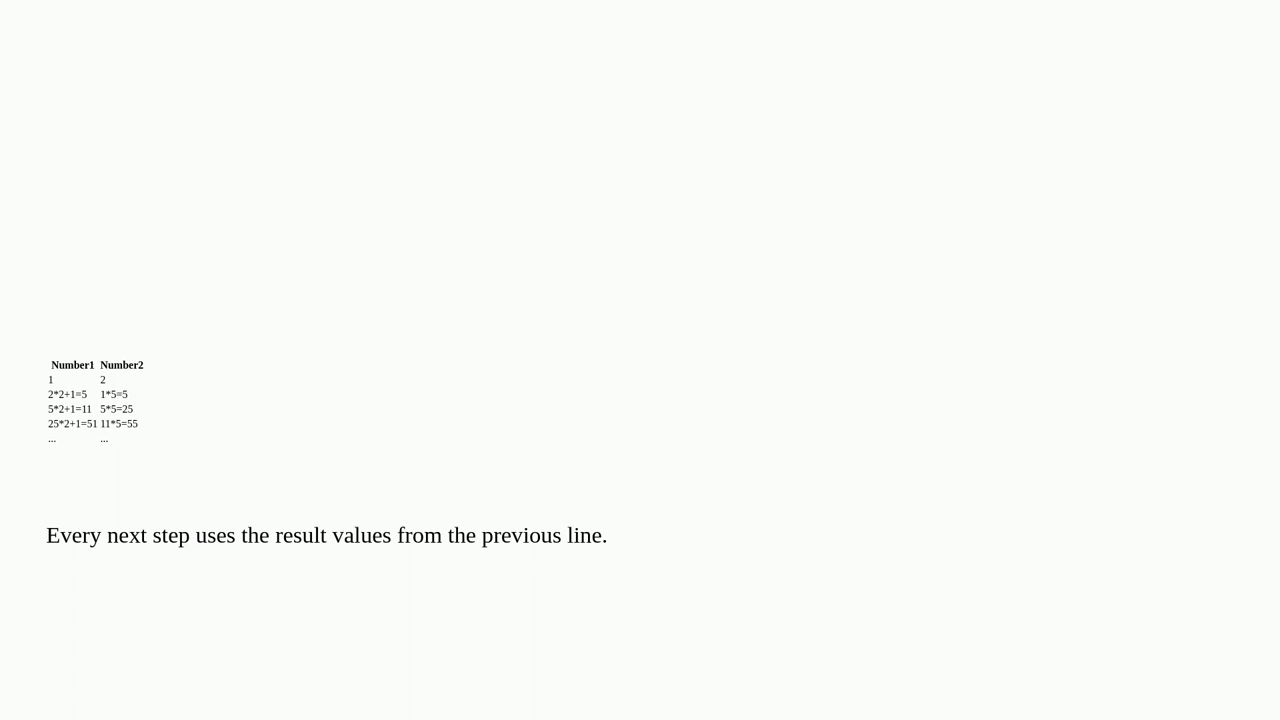 Number1 Number2
1 2
2*2+1=5 1*5=5
5*2+1=11 5*5=25
25*2+1=51 11*5=55
... ...
Every next step uses the result values from the previous line.